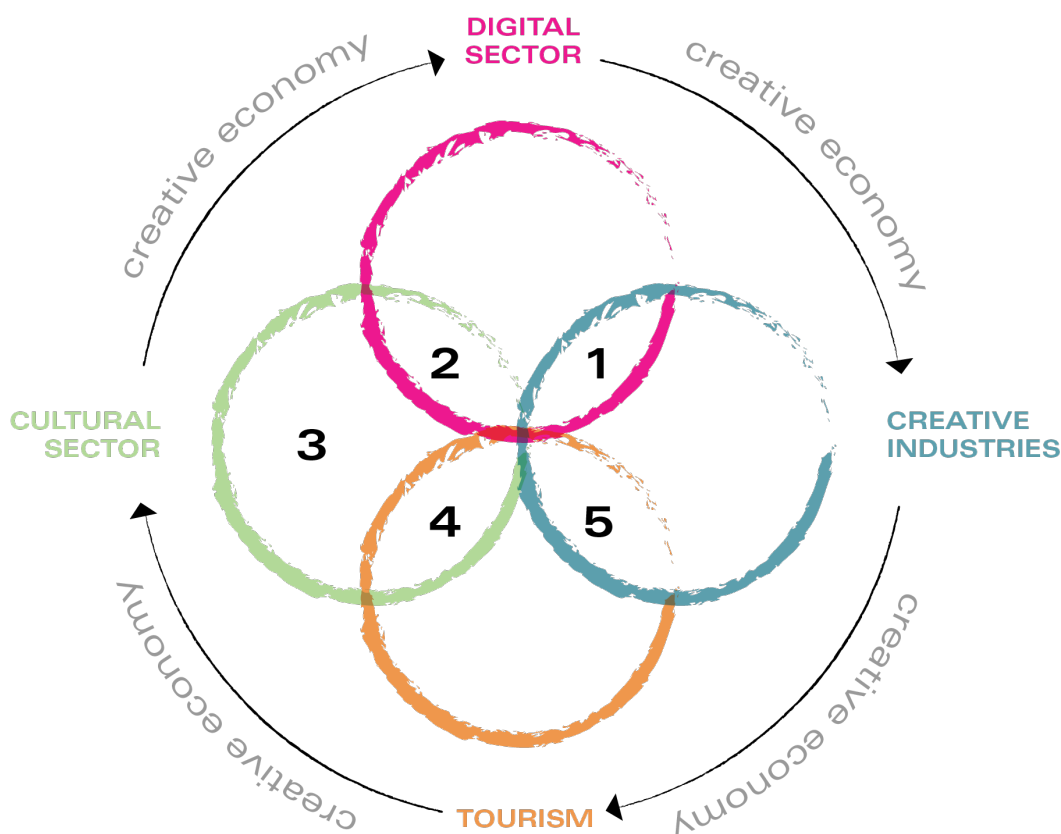 DIGITAL
SECTOR
creative economy
creative economy
2
1
CULTURAL
SECTOR
3
CREATIVE
INDUSTRIES
4
5
creative economy
creative economy
TOURISM